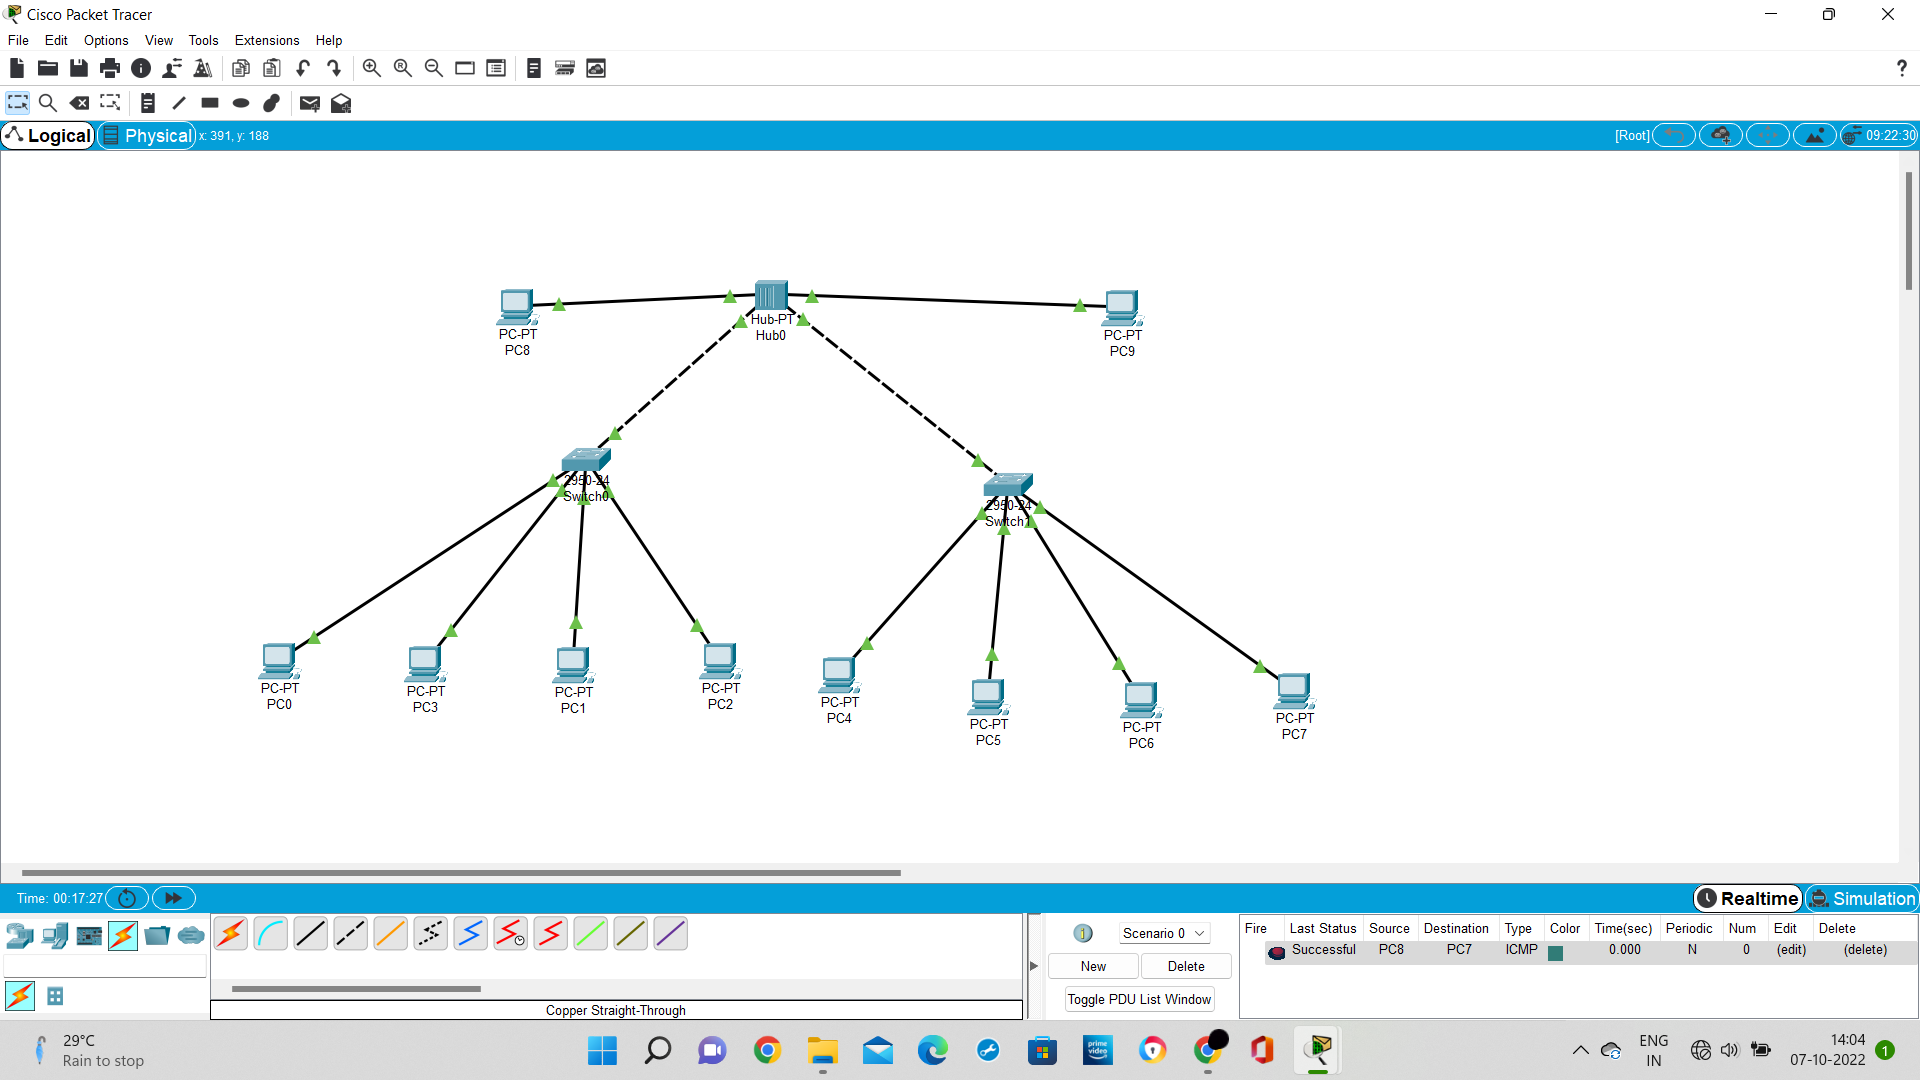 Cisco Packet Tracer
File Edit Options View Tools Extensions Help
?
Logical Physical x: 391, y: 188 [Root] 09:22:30
PC-PT
PC8
Hub-PT
Hub0
PC-PT
PC9
2950-24
Switch0
2950-24
Switch1
PC-PT
PC0
PC-PT
PC3
PC-PT
PC1
PC-PT
PC2
PC-PT
PC4
PC-PT
PC5
PC-PT
PC6
PC-PT
PC7
Time: 00:17:27 Realtime Simulation
Scenario 0
New Delete
Toggle PDU List Window
Fire Last Status Source Destination Type Color Time(sec) Periodic Num Edit Delete
Successful PC8 PC7 ICMP 0.000 N 0 (edit) (delete)
Copper Straight-Through
29°C
Rain to stop
prime video
ENG
IN
14:04
07-10-2022
1